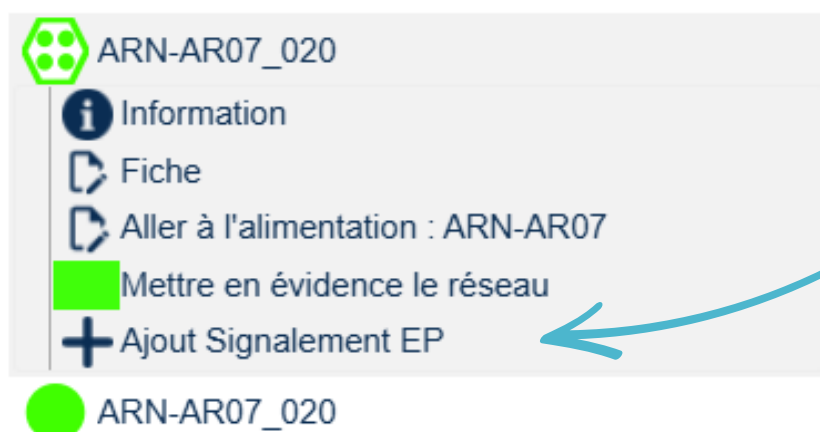 ARN-AR07_020
Information
Fiche
Aller à l'alimentation : ARN-AR07
Mettre en évidence le réseau
Ajout Signalement EP
ARN-AR07_020